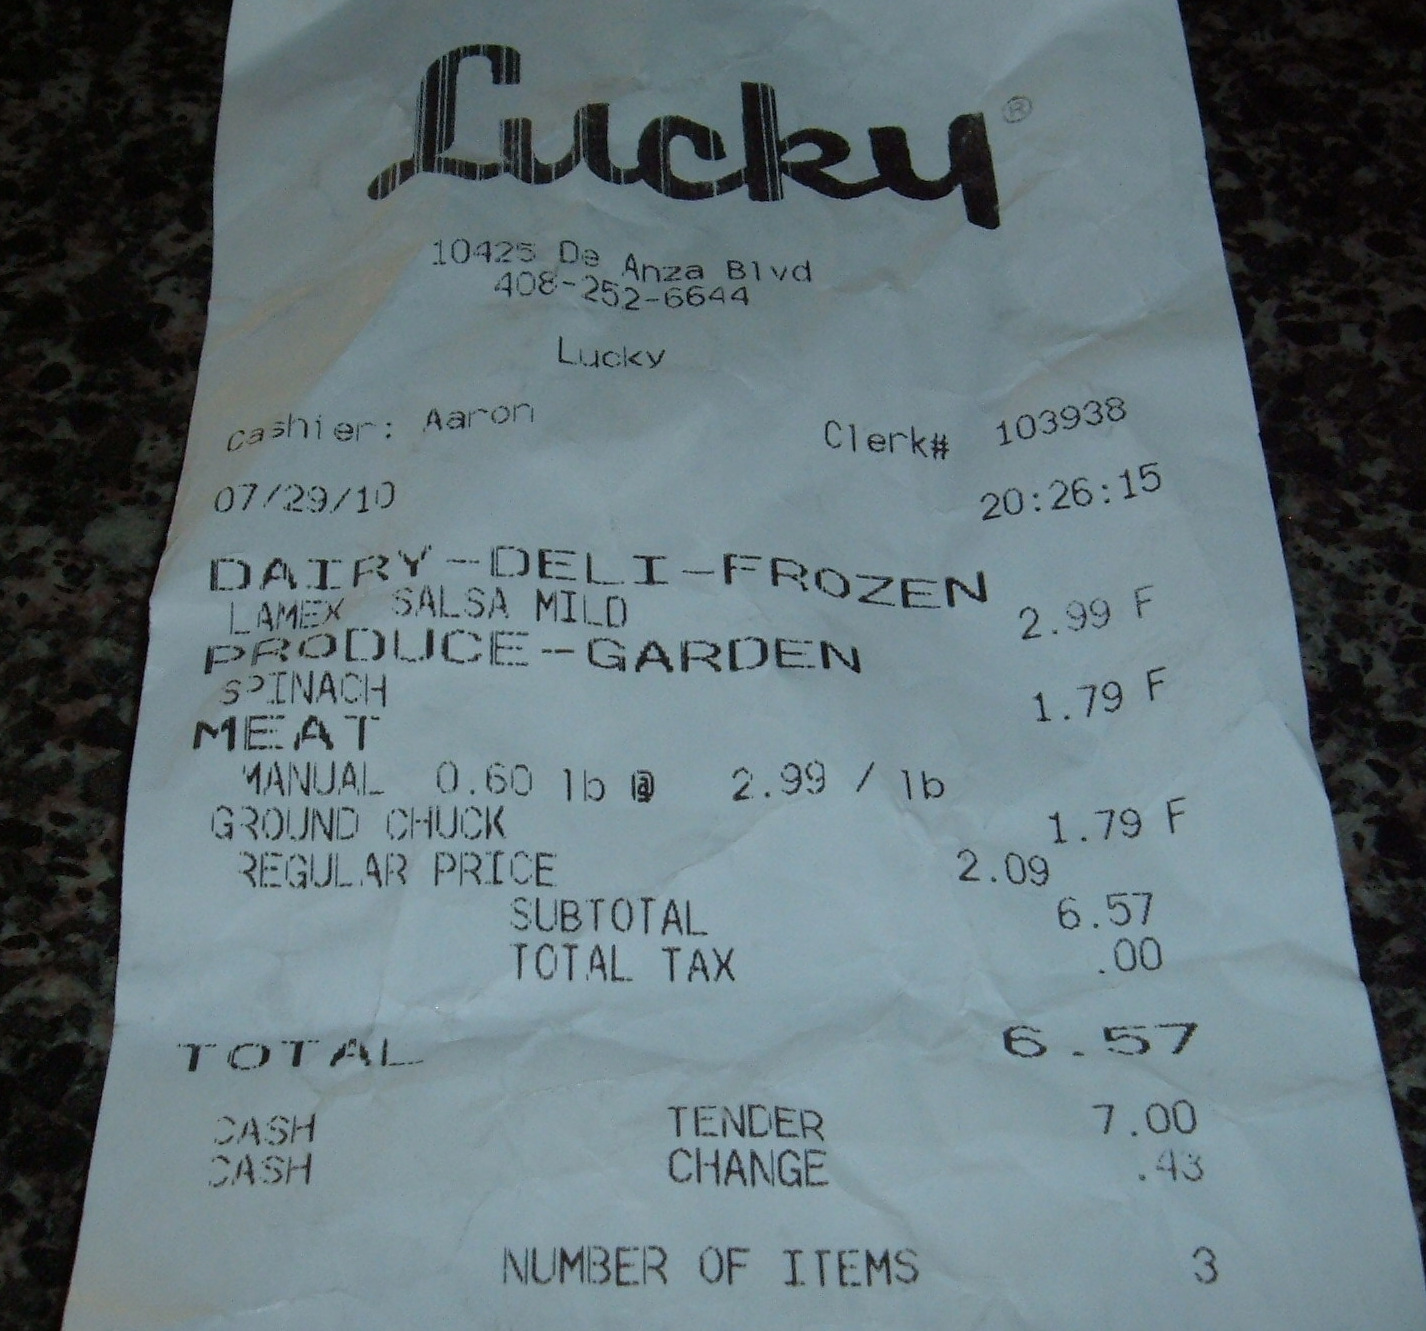 Lucky®
10425 De Anza Blvd
408-252-6644
Lucky
Cashier: Aaron Clerk# 103938
07/29/10 20:26:15
DAIRY-DELI-FROZEN
LAMEX SALSA MILD 2.99 F
PRODUCE-GARDEN
SPINACH 1.79 F
MEAT
MANUAL 0.60 lb @ 2.99 / lb
GROUND CHUCK 1.79 F
REGULAR PRICE 2.09
SUBTOTAL 6.57
TOTAL TAX .00
TOTAL 6.57
CASH TENDER 7.00
CASH CHANGE .43
NUMBER OF ITEMS 3